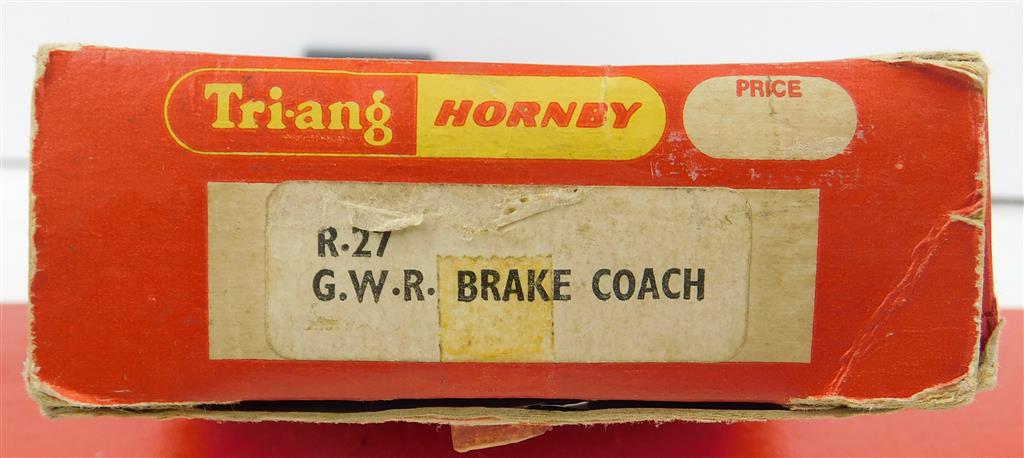 Tri-ang HORNBY
PRICE
R.27
G.W.R. BRAKE COACH